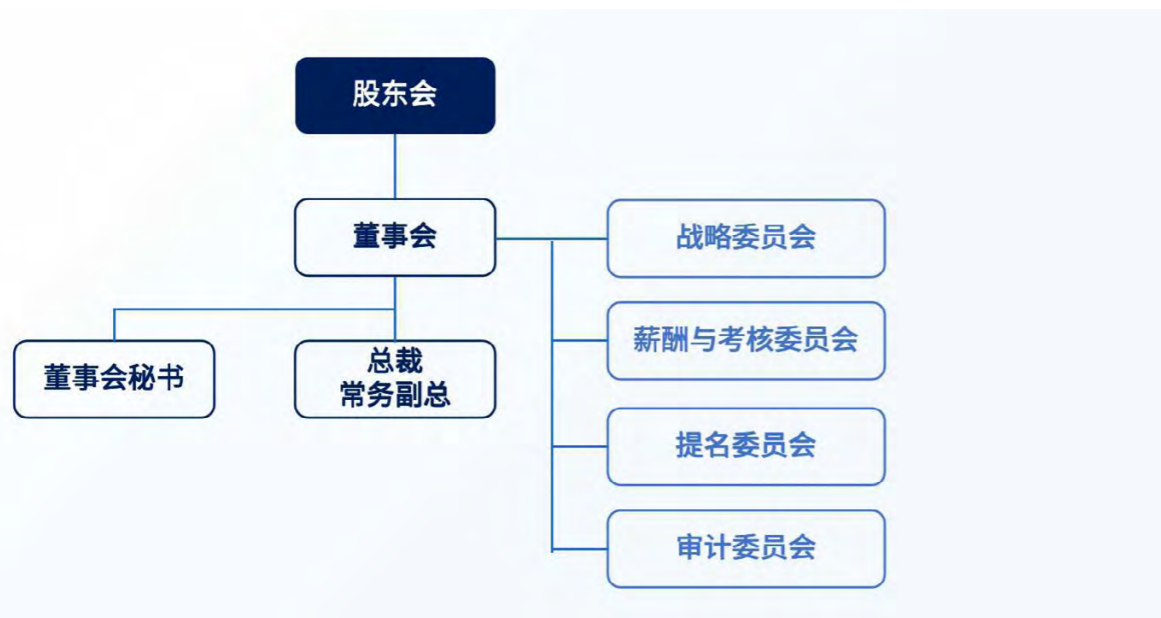 股东会
董事会
战略委员会
薪酬与考核委员会
董事会秘书
总裁
常务副总
提名委员会
审计委员会